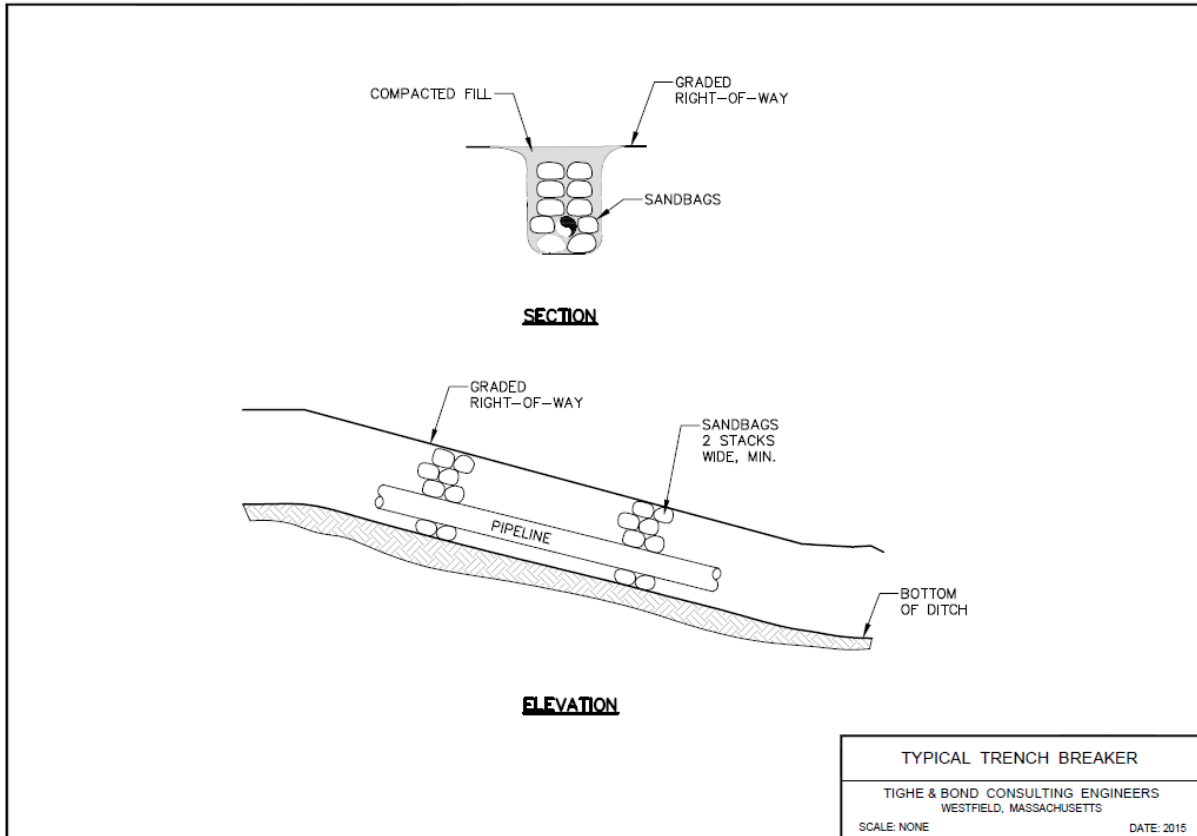 COMPACTED FILL
GRADED
RIGHT-OF-WAY
SANDBAGS
SECTION
GRADED
RIGHT-OF-WAY
SANDBAGS
2 STACKS
WIDE, MIN.
PIPELINE
BOTTOM
OF DITCH
ELEVATION
TYPICAL TRENCH BREAKER
TIGHE & BOND CONSULTING ENGINEERS
WESTFIELD, MASSACHUSETTS
SCALE: NONE DATE: 2015